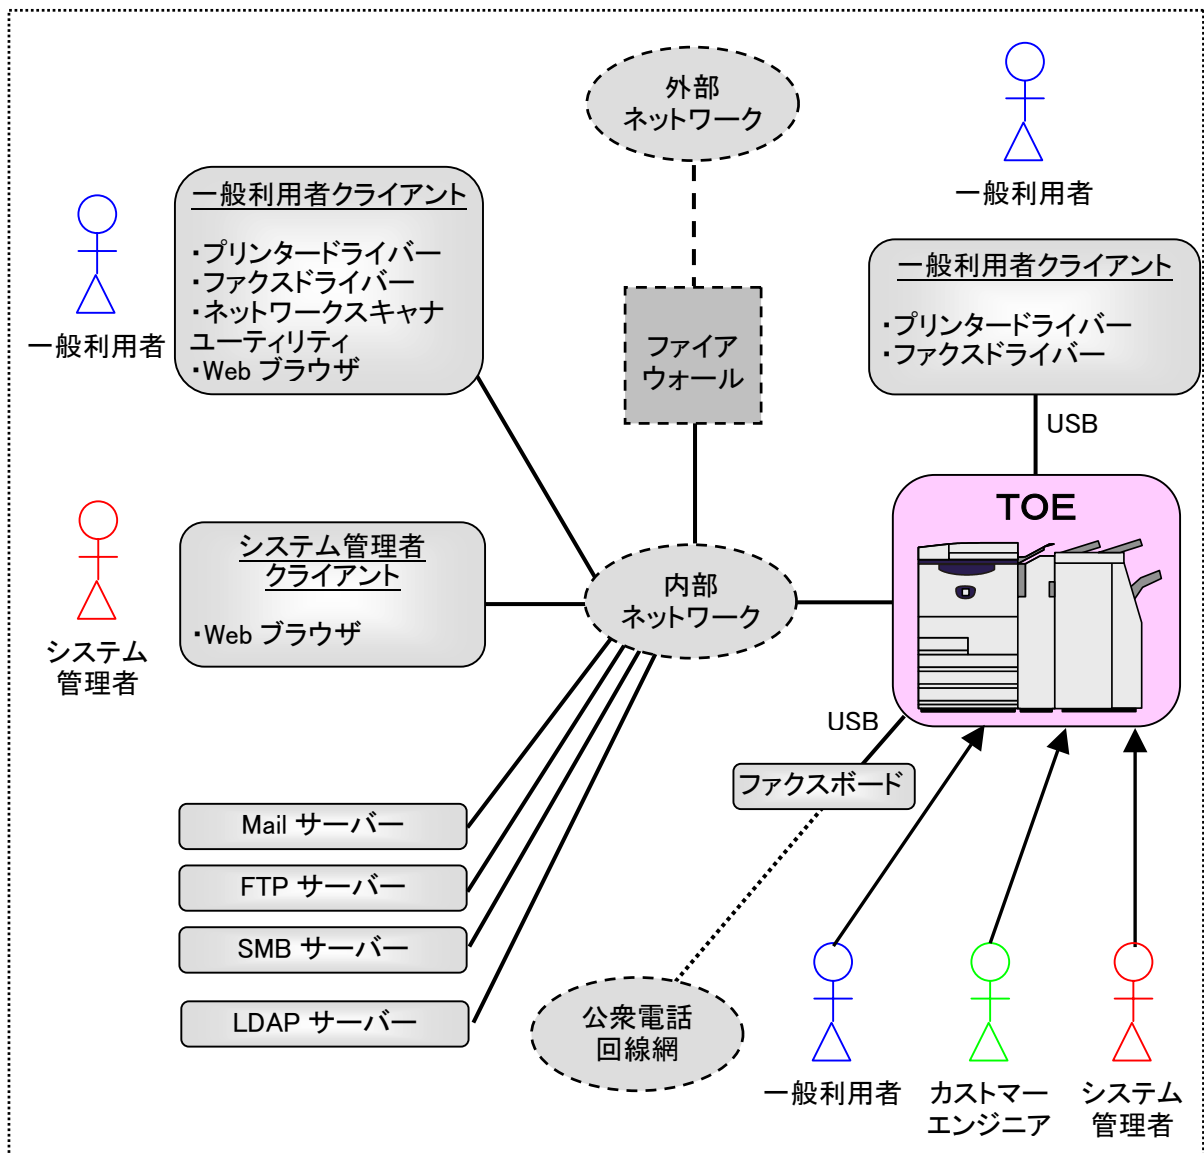 外部
ネットワーク
一般利用者
一般利用者クライアント
・プリンタードライバー
・ファクスドライバー
・ネットワークスキャナ
ユーティリティ
・Web ブラウザ
一般利用者
一般利用者クライアント
・プリンタードライバー
・ファクスドライバー
ファイア
ウォール
USB
TOE
システム管理者
クライアント
・Web ブラウザ
システム
管理者
内部
ネットワーク
USB
ファクスボード
Mail サーバー
FTP サーバー
SMB サーバー
LDAP サーバー
公衆電話
回線網
一般利用者
カストマー
エンジニア
システム
管理者